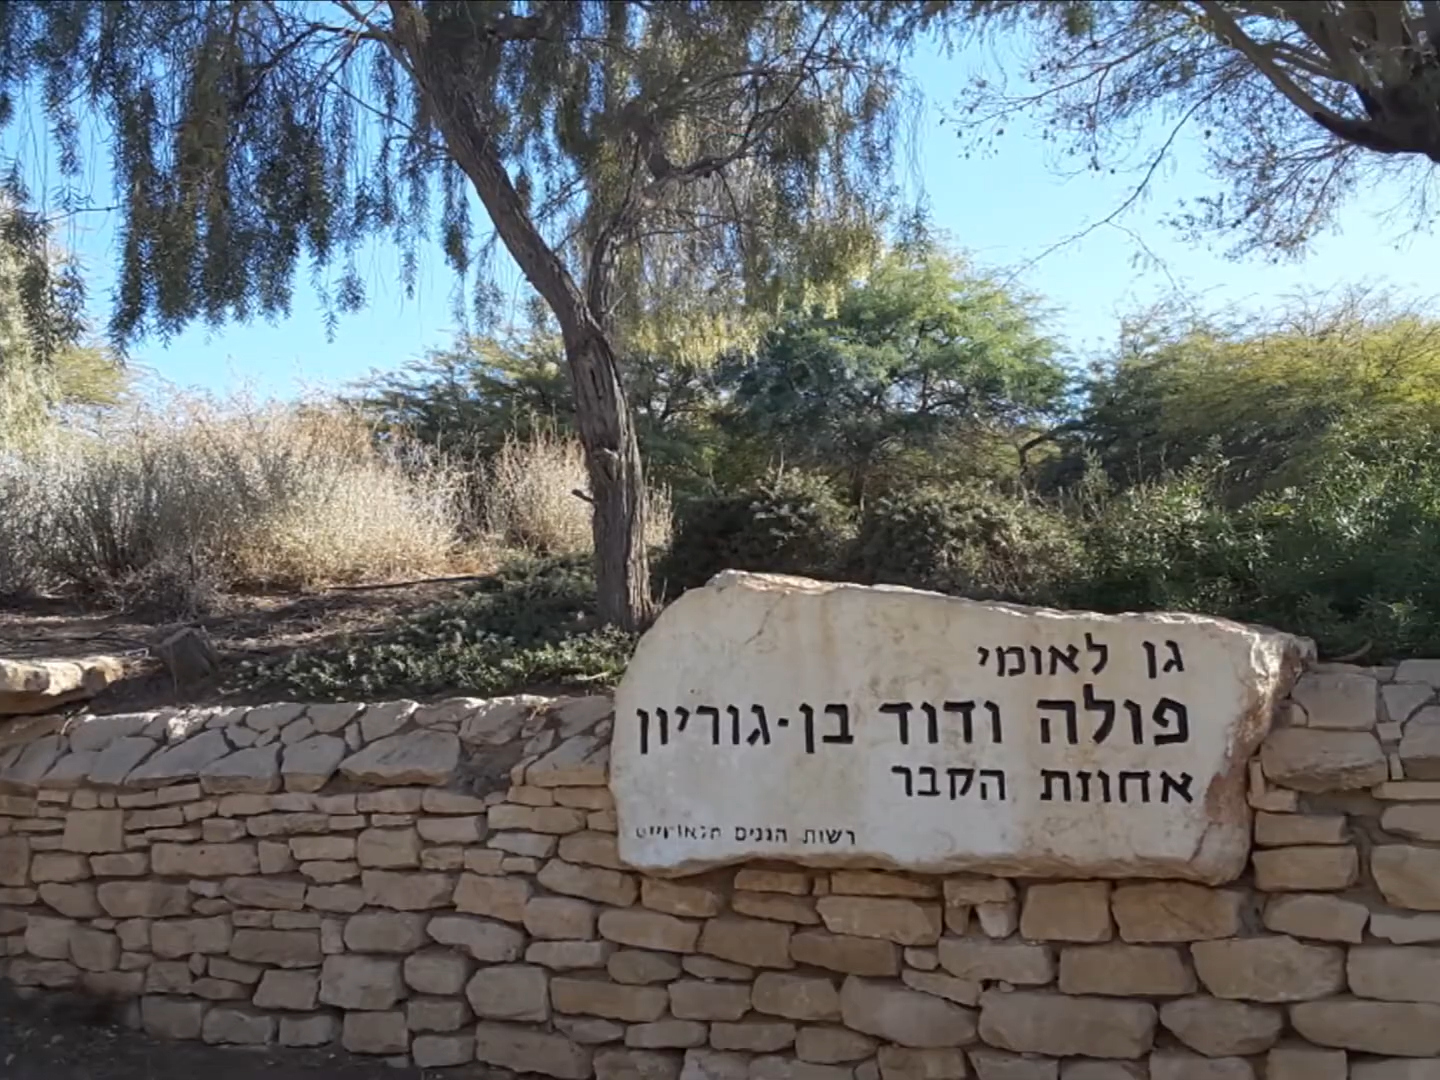 גן לאומי
פולה ודוד בן-גוריון
אחוזת הקבר
רשות הגנים הלאומיים